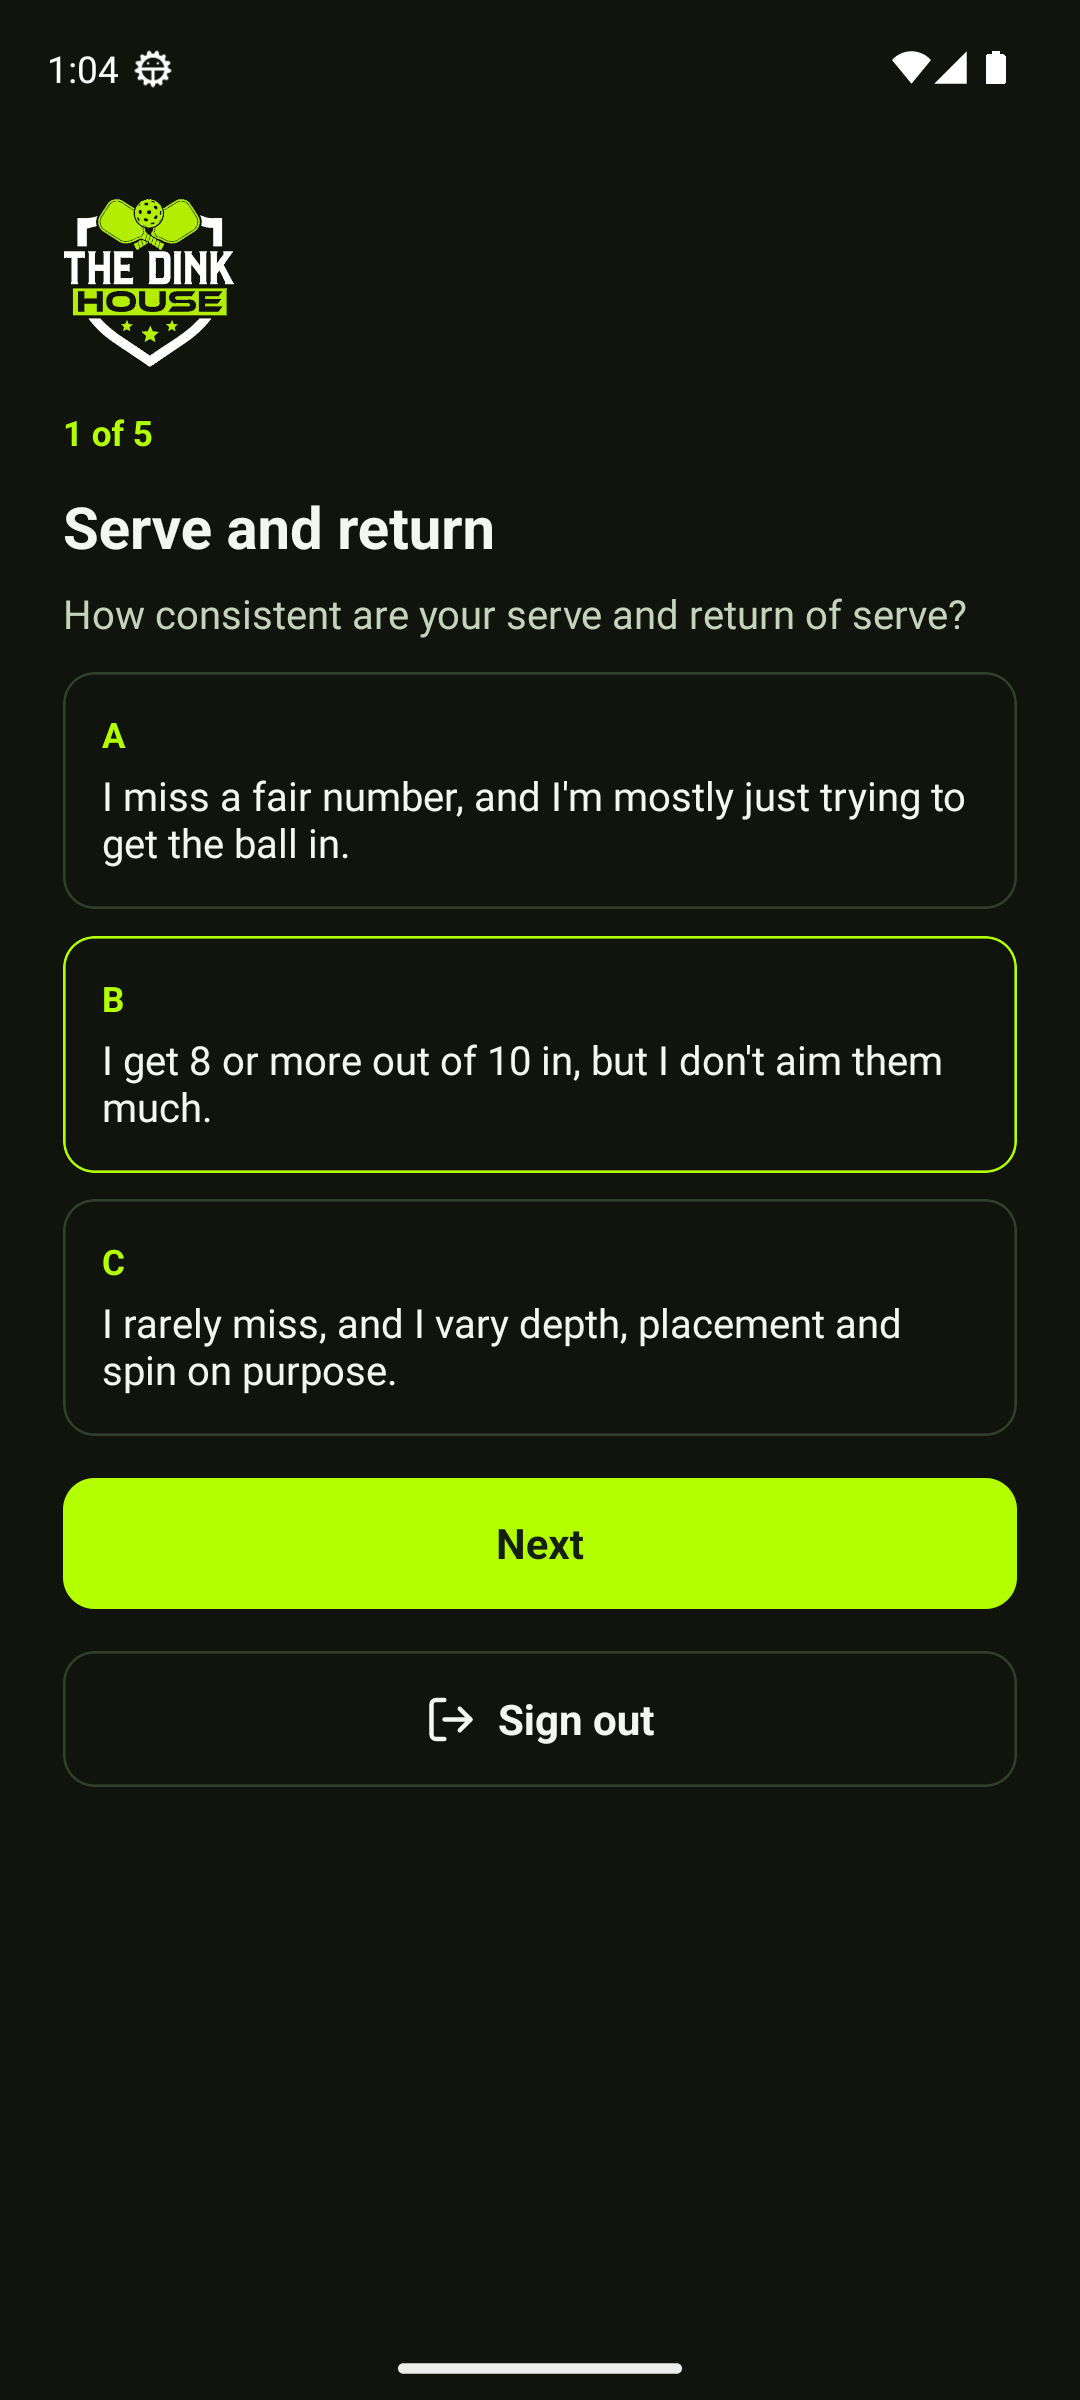 1:04
THE DINK
HOUSE
1 of 5
Serve and return
How consistent are your serve and return of serve?
A
I miss a fair number, and I'm mostly just trying to
get the ball in.
B
I get 8 or more out of 10 in, but I don't aim them
much.
C
I rarely miss, and I vary depth, placement and
spin on purpose.
Next
Sign out